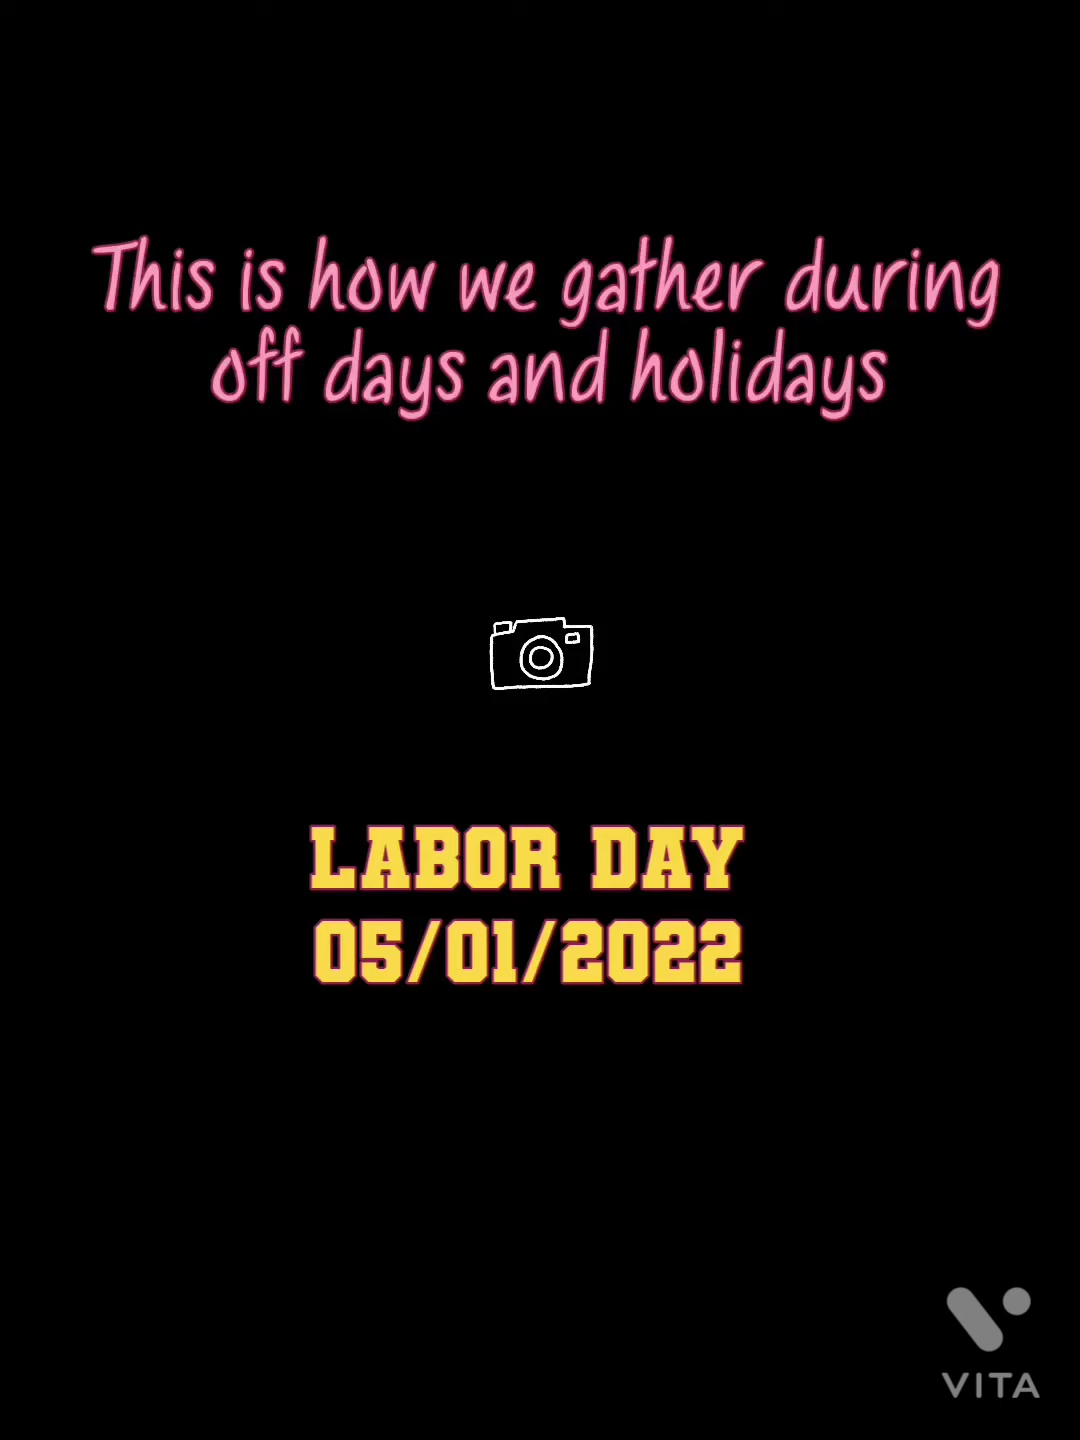 This is how we gather during
off days and holidays
LABOR DAY
05/01/2022
VITA